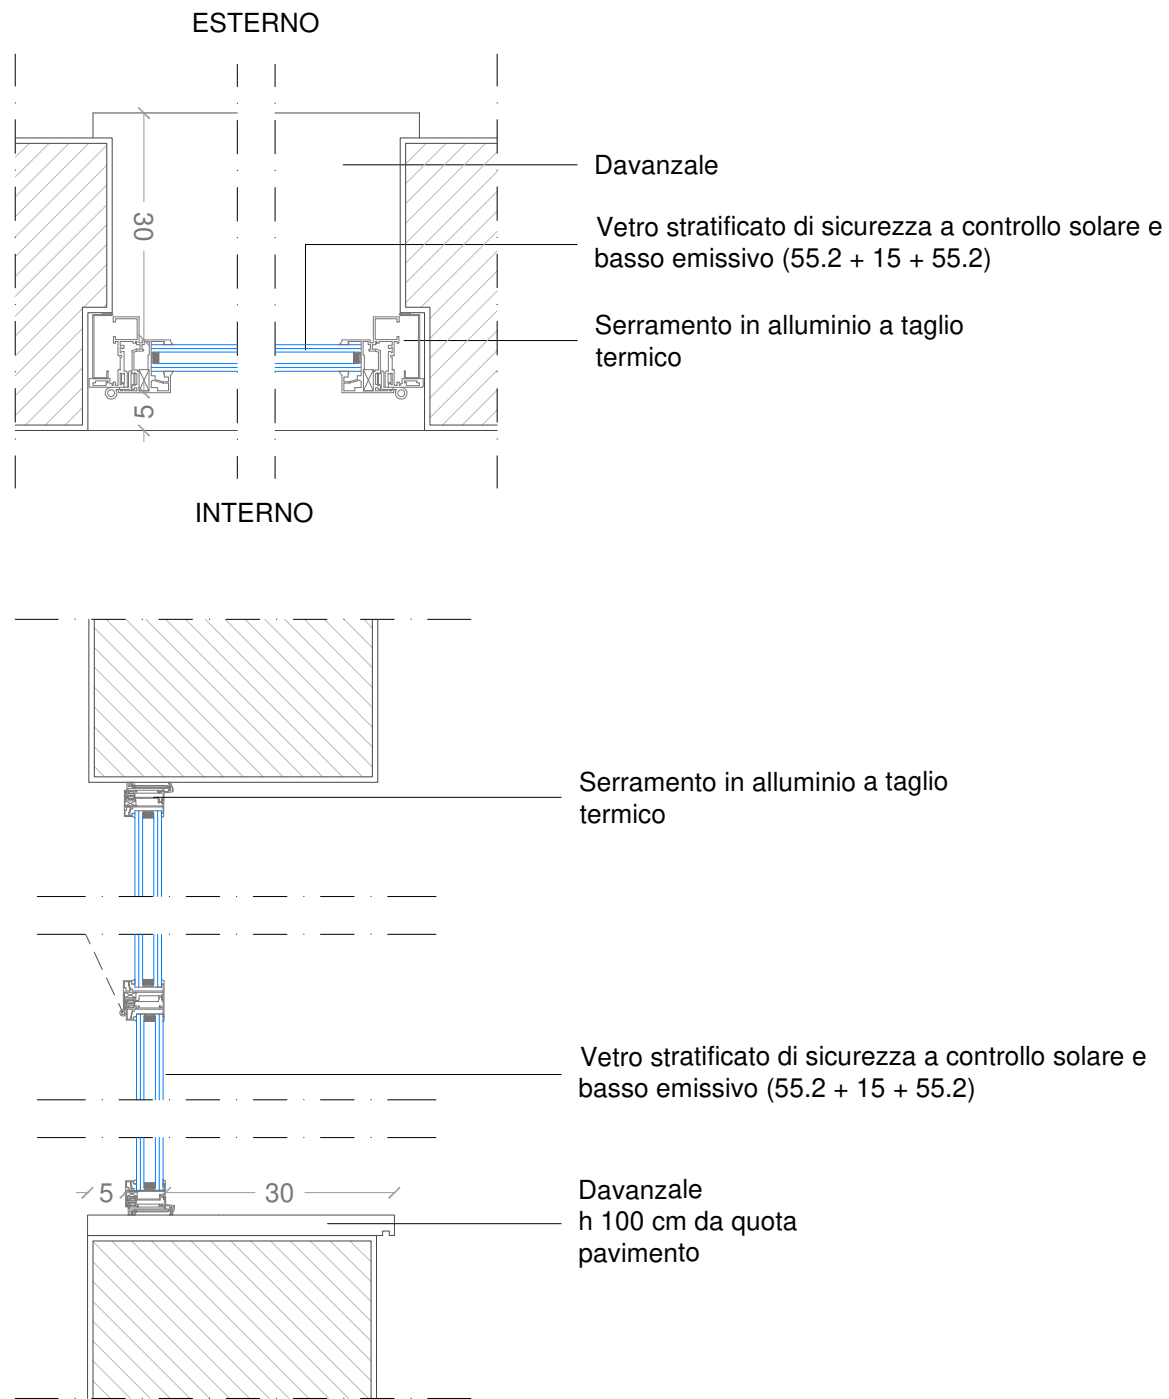 ESTERNO
Davanzale
30
Vetro stratificato di sicurezza a controllo solare e
basso emissivo (55.2 + 15 + 55.2)
Serramento in alluminio a taglio
termico
5
INTERNO
Serramento in alluminio a taglio
termico
Vetro stratificato di sicurezza a controllo solare e
basso emissivo (55.2 + 15 + 55.2)
5
30
Davanzale
h 100 cm da quota
pavimento